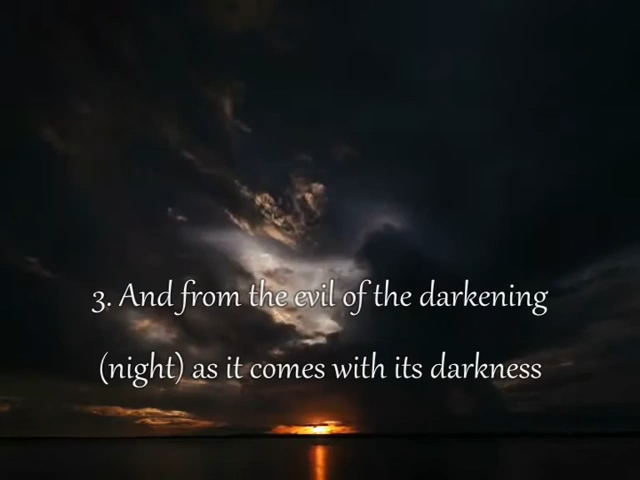 3. And from the evil of the darkening
(night) as it comes with its darkness